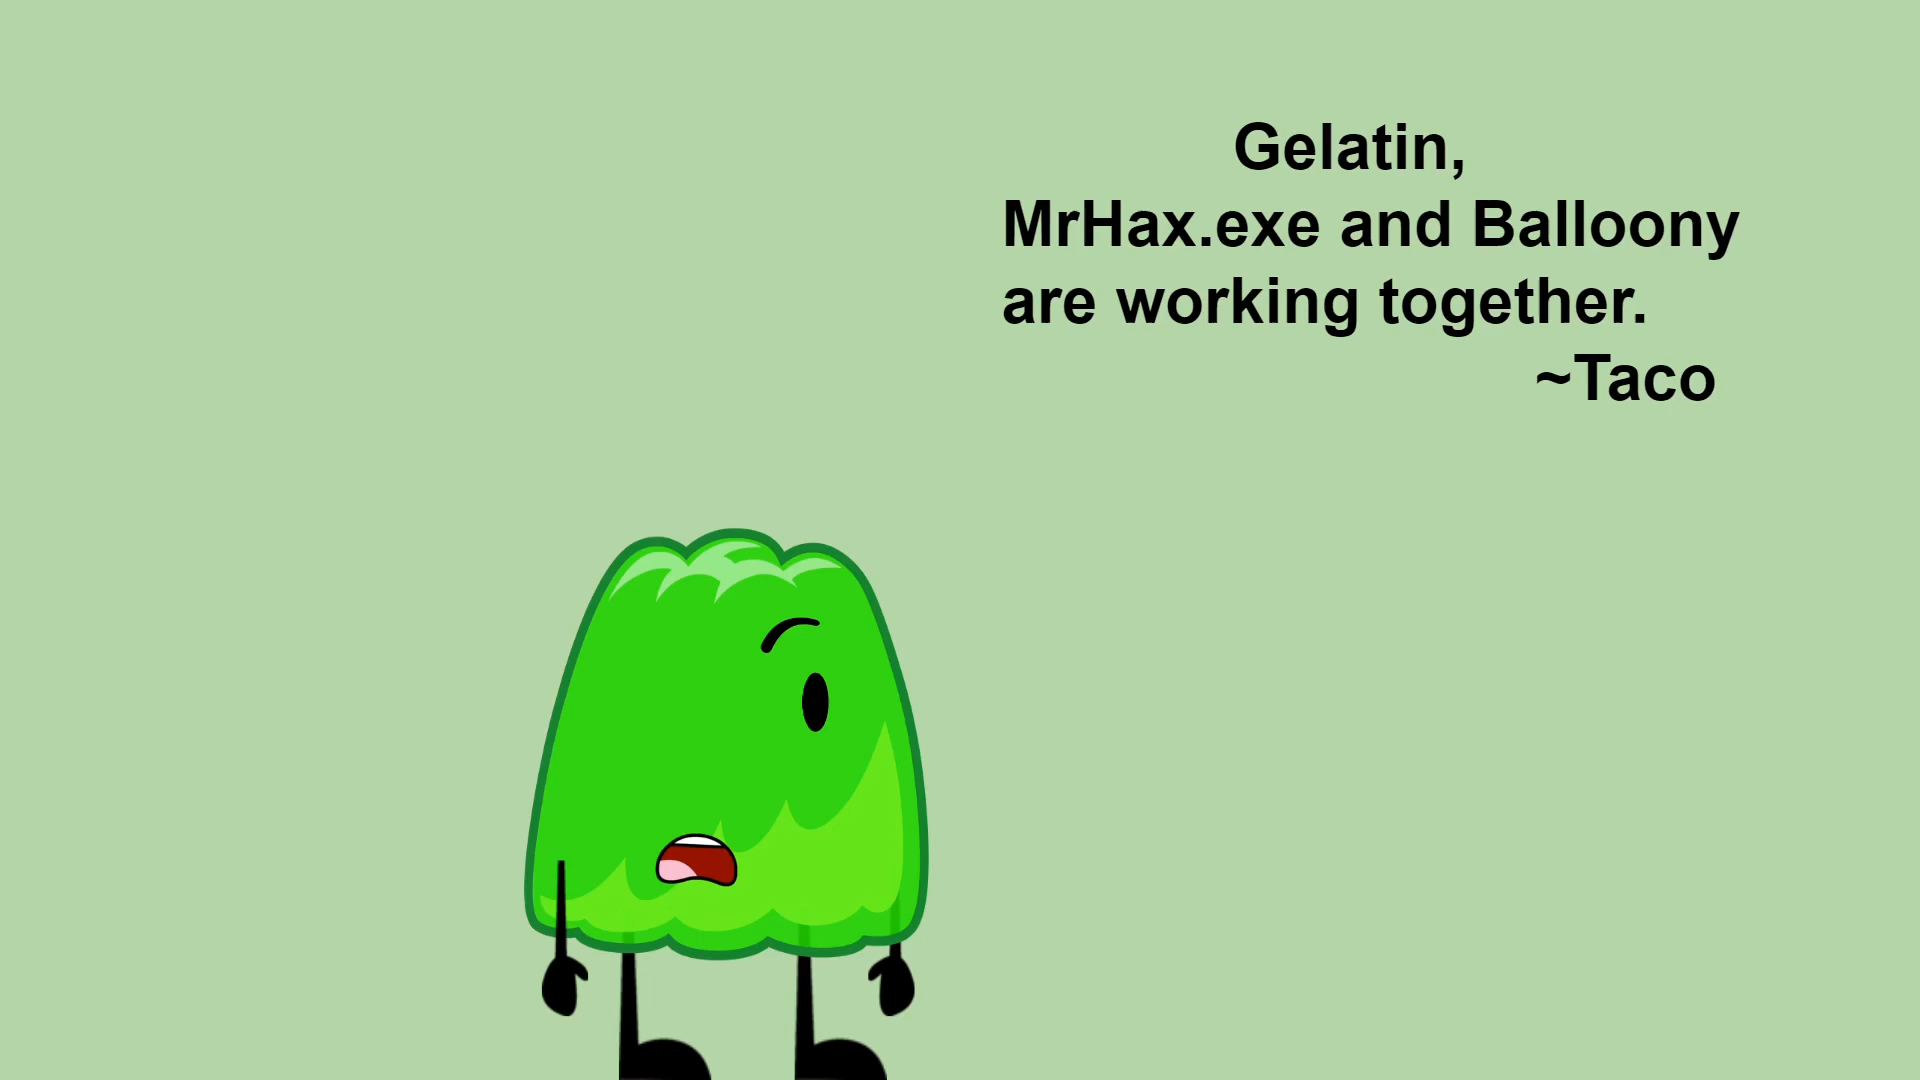 Gelatin,
MrHax.exe and Balloony
are working together.
~Taco